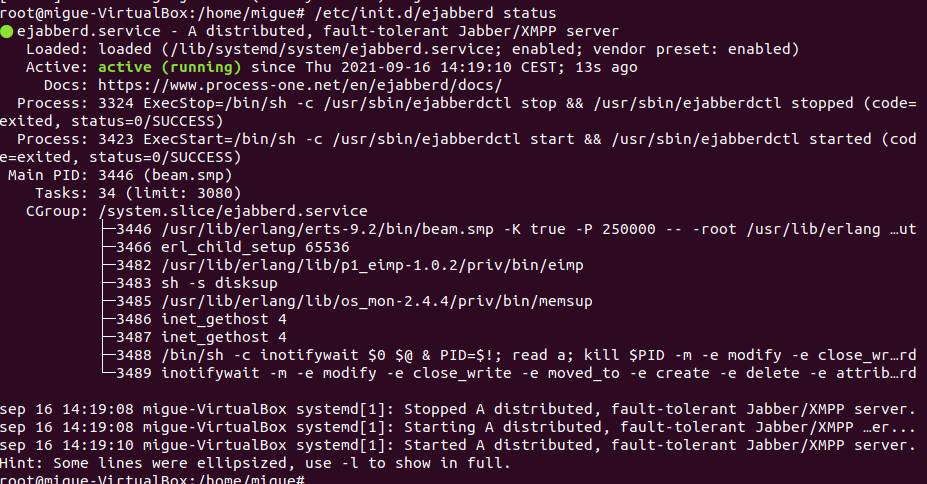 root@migue-VirtualBox:/home/migue# /etc/init.d/ejabberd status
● ejabberd.service - A distributed, fault-tolerant Jabber/XMPP server
   Loaded: loaded (/lib/systemd/system/ejabberd.service; enabled; vendor preset: enabled)
   Active: active (running) since Thu 2021-09-16 14:19:10 CEST; 13s ago
     Docs: https://www.process-one.net/en/ejabberd/docs/
  Process: 3324 ExecStop=/bin/sh -c /usr/sbin/ejabberdctl stop && /usr/sbin/ejabberdctl stopped (code=
exited, status=0/SUCCESS)
  Process: 3423 ExecStart=/bin/sh -c /usr/sbin/ejabberdctl start && /usr/sbin/ejabberdctl started (cod
e=exited, status=0/SUCCESS)
 Main PID: 3446 (beam.smp)
    Tasks: 34 (limit: 3080)
   CGroup: /system.slice/ejabberd.service
           ├─3446 /usr/lib/erlang/erts-9.2/bin/beam.smp -K true -P 250000 -- -root /usr/lib/erlang …ut
           ├─3466 erl_child_setup 65536
           ├─3482 /usr/lib/erlang/lib/p1_eimp-1.0.2/priv/bin/eimp
           ├─3483 sh -s disksup
           ├─3485 /usr/lib/erlang/lib/os_mon-2.4.4/priv/bin/memsup
           ├─3486 inet_gethost 4
           ├─3487 inet_gethost 4
           ├─3488 /bin/sh -c inotifywait $0 $@ & PID=$!; read a; kill $PID -m -e modify -e close_wr…rd
           └─3489 inotifywait -m -e modify -e close_write -e moved_to -e create -e delete -e attrib…rd
sep 16 14:19:08 migue-VirtualBox systemd[1]: Stopped A distributed, fault-tolerant Jabber/XMPP server.
sep 16 14:19:08 migue-VirtualBox systemd[1]: Starting A distributed, fault-tolerant Jabber/XMPP …er...
sep 16 14:19:10 migue-VirtualBox systemd[1]: Started A distributed, fault-tolerant Jabber/XMPP server.
Hint: Some lines were ellipsized, use -l to show in full.
root@migue-VirtualBox:/home/migue#